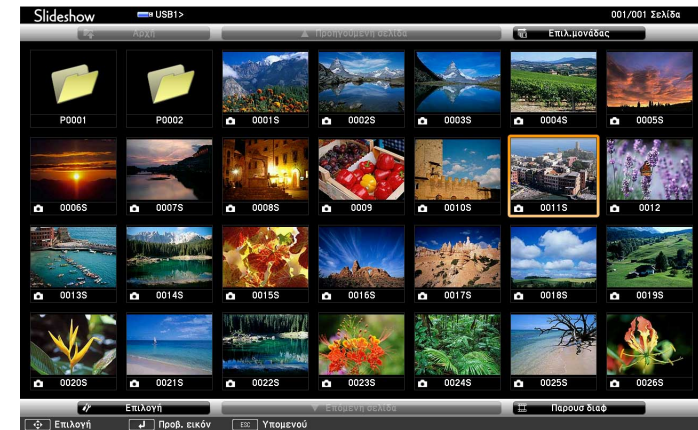 Slideshow USB1> 001/001 Σελίδα
Αρχή ▲ Προηγούμενη σελίδα Επιλ.μονάδας
P0001 P0002 0001S 0002S 0003S 0004S 0005S
0006S 0007S 0008S 0009 0010S 0011S 0012
0013S 0014S 0015S 0016S 0017S 0018S 0019S
0020S 0021S 0022S 0023S 0024S 0025S 0026S
Επιλογή ▼ Επόμενη σελίδα Παρουσ διαφ
Επιλογή Προβ. εικόν ESC Υπομενού